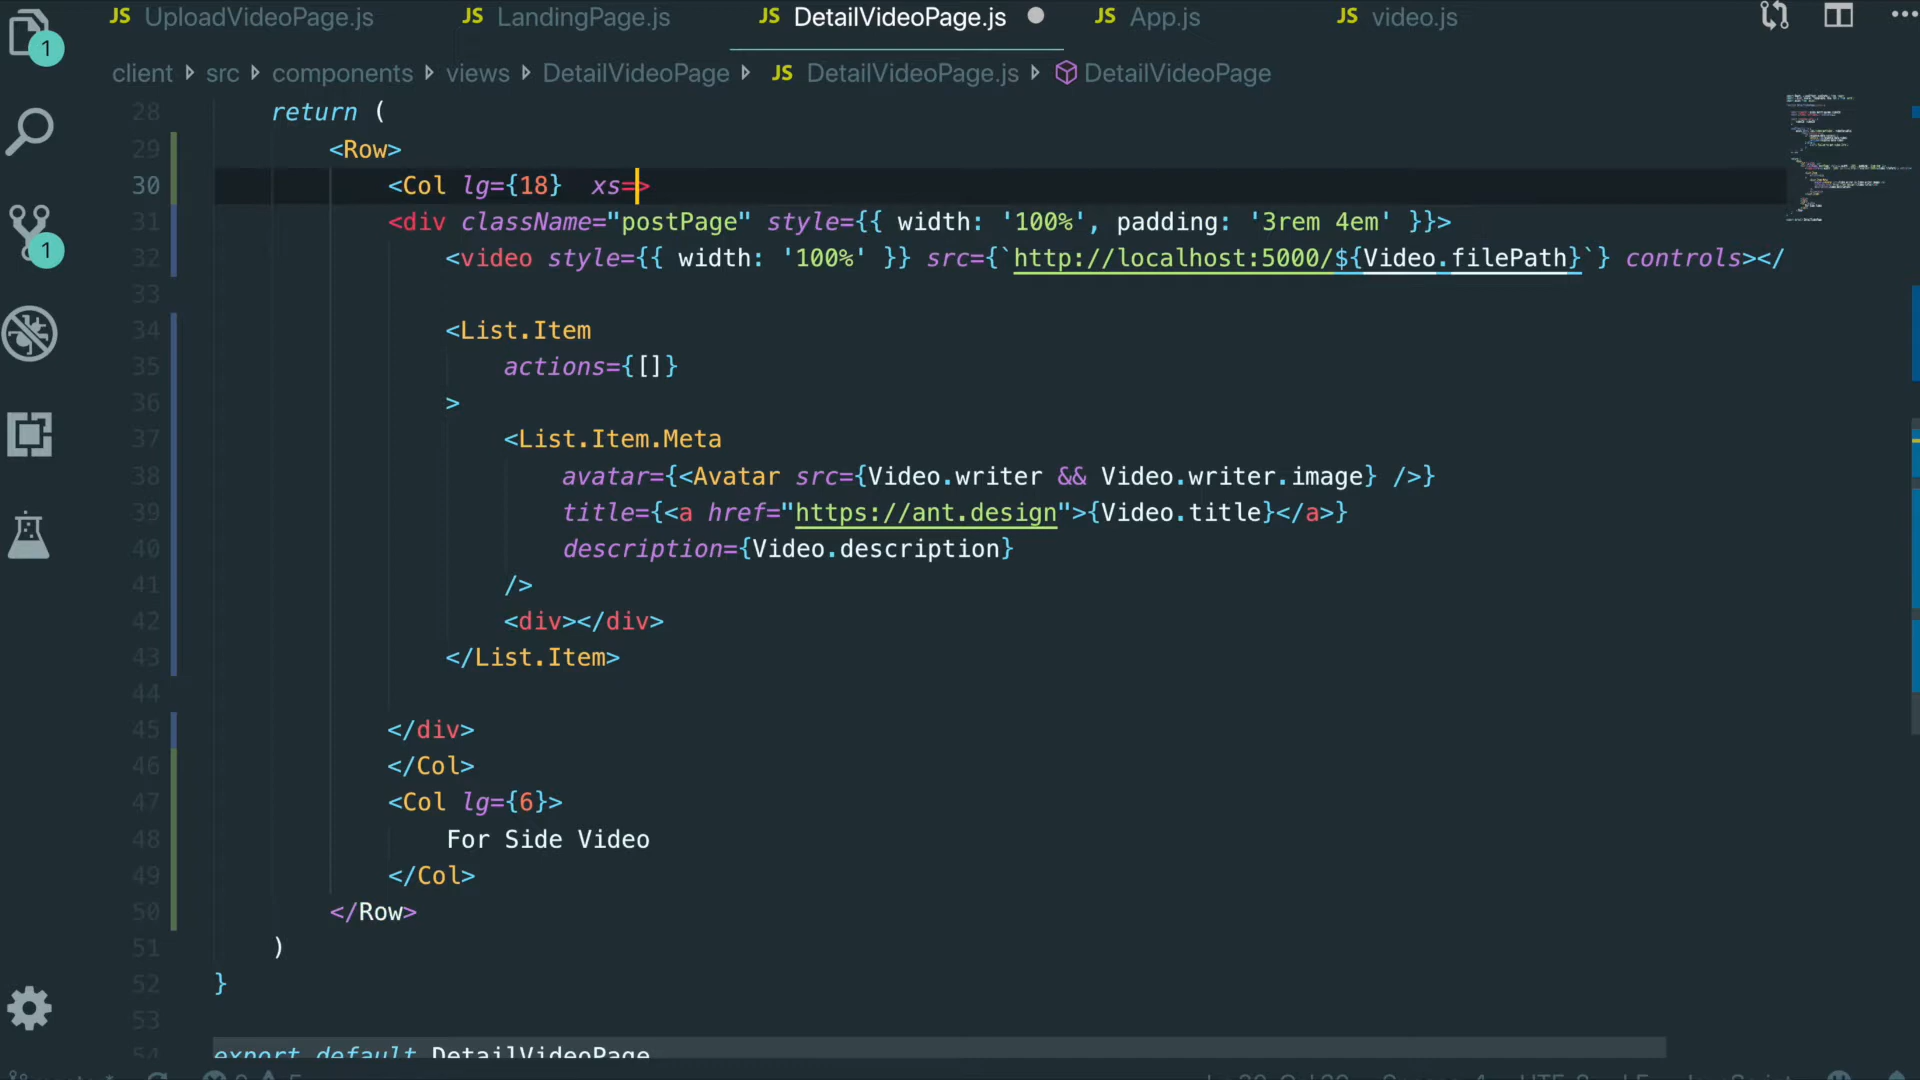 JS UploadVideoPage.js JS LandingPage.js JS DetailVideoPage.js JS App.js JS video.js
1
client src components views DetailVideoPage JS DetailVideoPage.js DetailVideoPage
28 return (
29 <Row>
30 <Col lg={18}  xs=>
31 <div className="postPage" style={{ width: '100%', padding: '3rem 4em' }}>
32 <video style={{ width: '100%' }} src={`http://localhost:5000/${Video.filePath}`} controls></
1
33
34 <List.Item
35 actions={[]}
36 >
37 <List.Item.Meta
38 avatar={<Avatar src={Video.writer && Video.writer.image} />}
39 title={<a href="https://ant.design">{Video.title}</a>}
40 description={Video.description}
41 />
42 <div></div>
43 </List.Item>
44
45 </div>
46 </Col>
47 <Col lg={6}>
48 For Side Video
49 </Col>
50 </Row>
51 )
52 }
53
54 export default DetailVideoPage